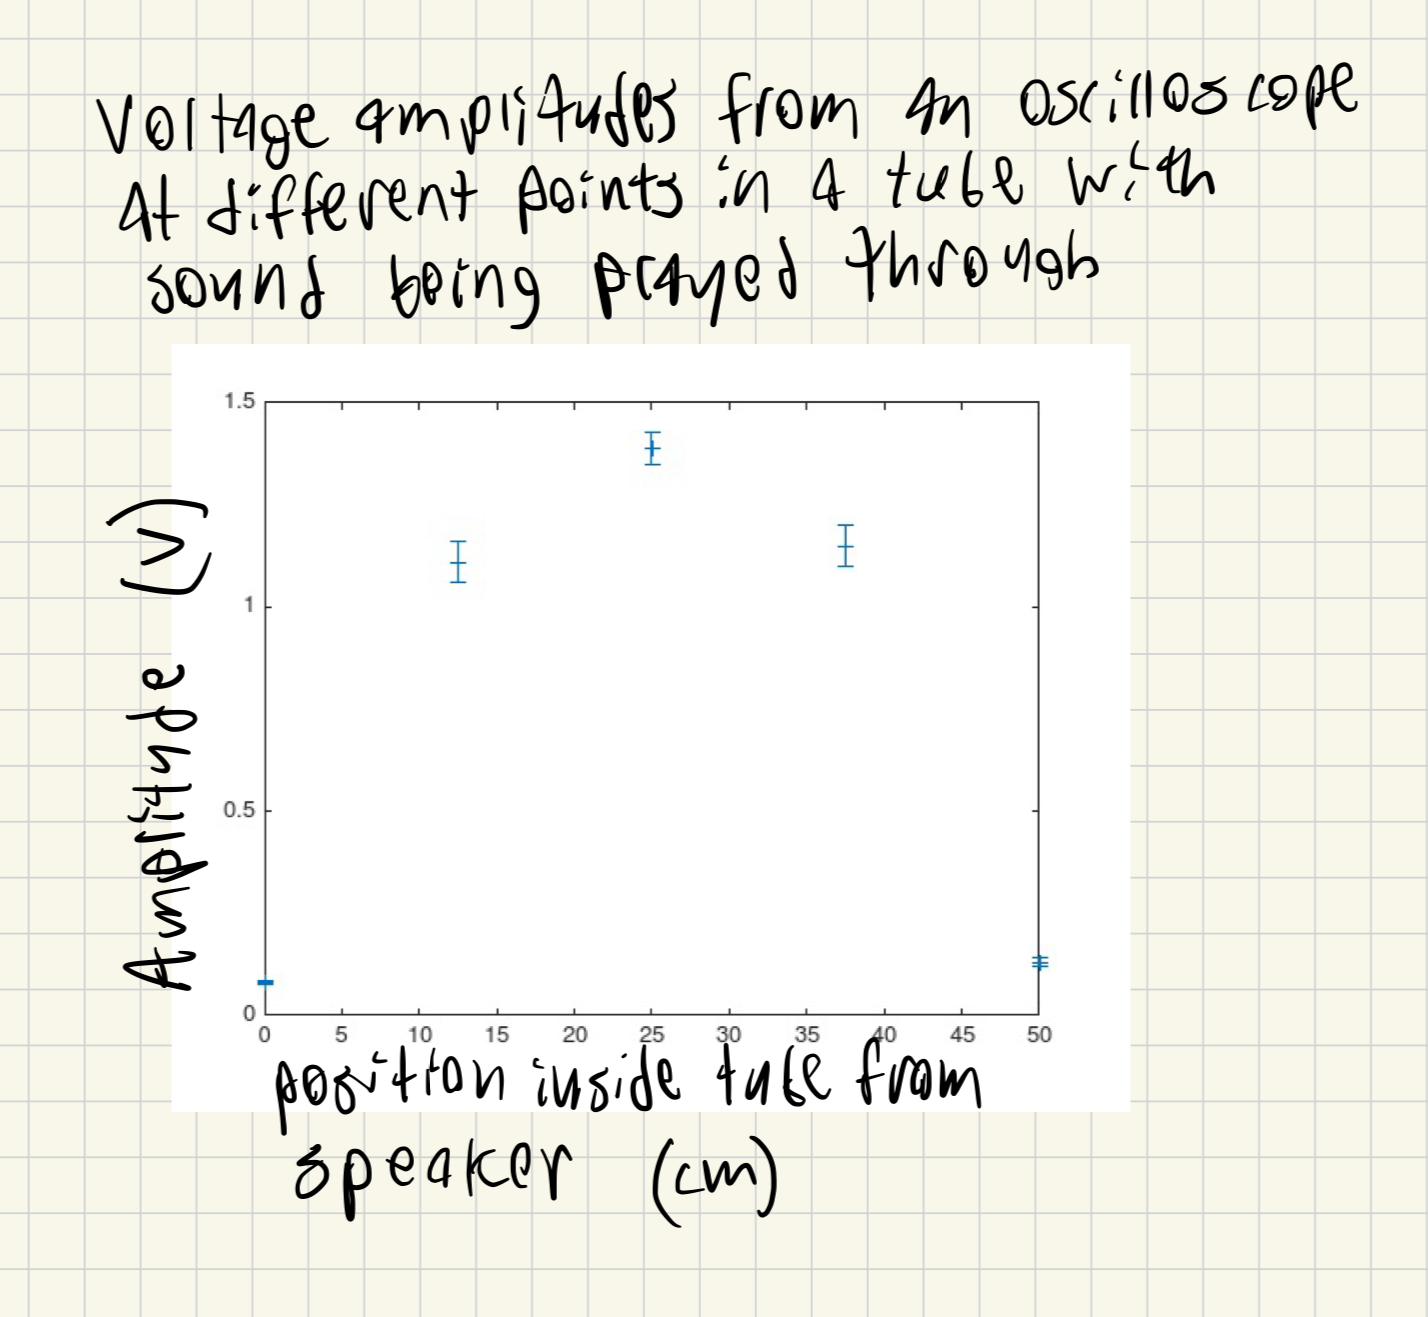 Voltage amplitudes from an oscilloscope
At different points in a tube with
sound being played through
1.5
1
0.5
0
Amplitude (V)
0 5 10 15 20 25 30 35 40 45 50
position inside tube from
speaker (cm)